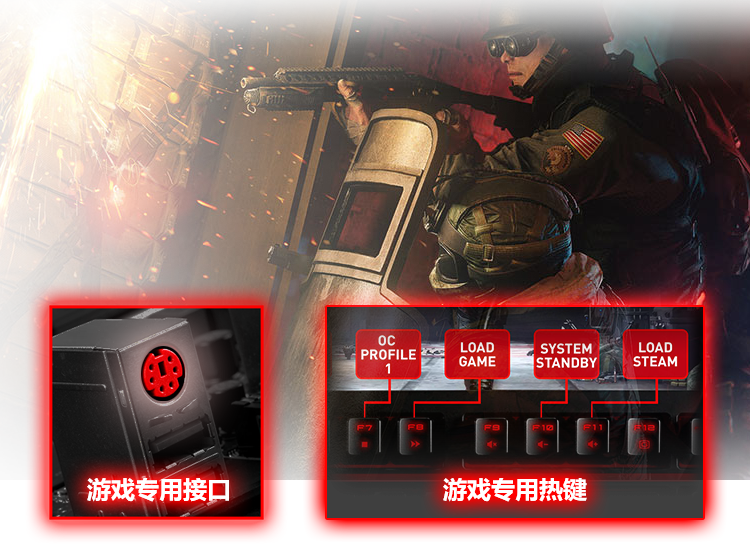 OC
PROFILE
1
LOAD
GAME
SYSTEM
STANDBY
LOAD
STEAM
F7
F8
F9
F10
F11
F12
游戏专用接口
游戏专用热键